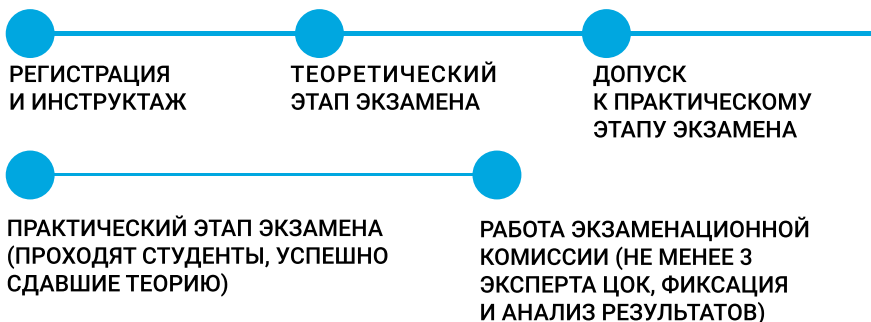 РЕГИСТРАЦИЯ
И ИНСТРУКТАЖ
ТЕОРЕТИЧЕСКИЙ
ЭТАП ЭКЗАМЕНА
ДОПУСК
К ПРАКТИЧЕСКОМУ
ЭТАПУ ЭКЗАМЕНА
ПРАКТИЧЕСКИЙ ЭТАП ЭКЗАМЕНА
(ПРОХОДЯТ СТУДЕНТЫ, УСПЕШНО
СДАВШИЕ ТЕОРИЮ)
РАБОТА ЭКЗАМЕНАЦИОННОЙ
КОМИССИИ (НЕ МЕНЕЕ 3
ЭКСПЕРТА ЦОК, ФИКСАЦИЯ
И АНАЛИЗ РЕЗУЛЬТАТОВ)